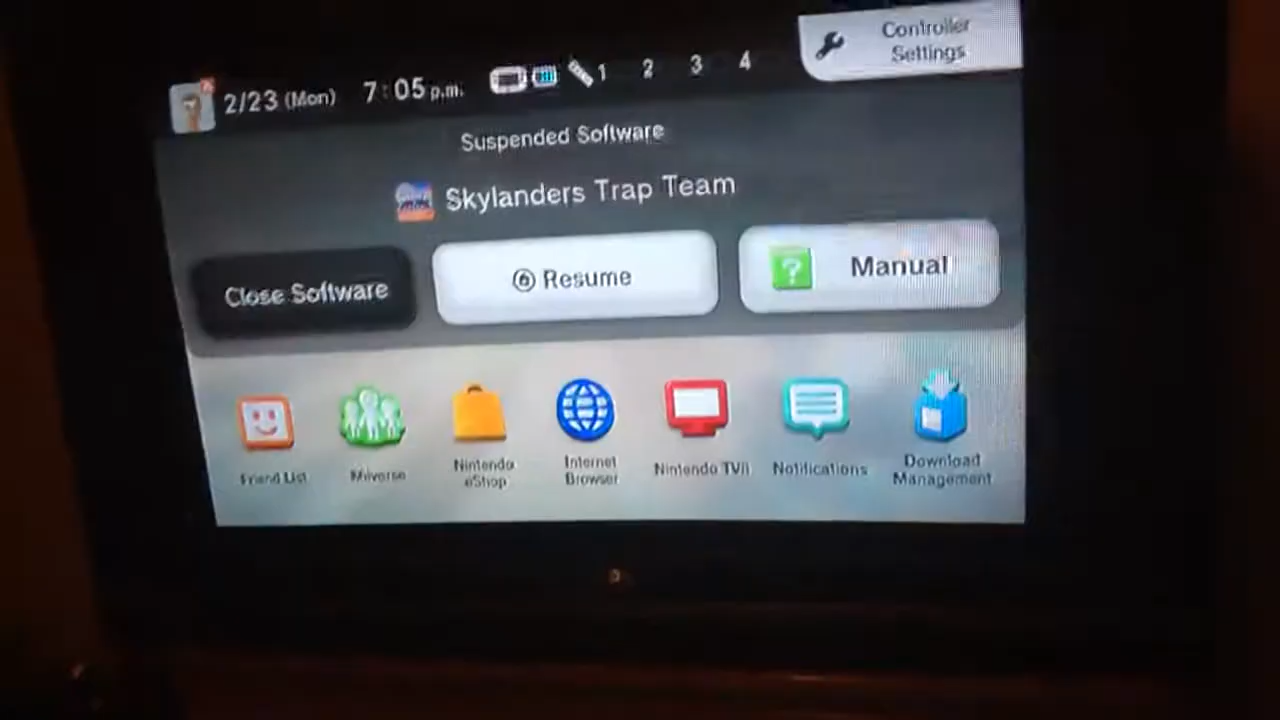 2/23 (Mon) 7:05 p.m. 1 2 3 4
Controller
Settings
Suspended Software
Skylanders Trap Team
Close Software
Resume
? Manual
Friend List
Miiverse
Nintendo
eShop
Internet
Browser
Nintendo TVii
Notifications
Download
Management